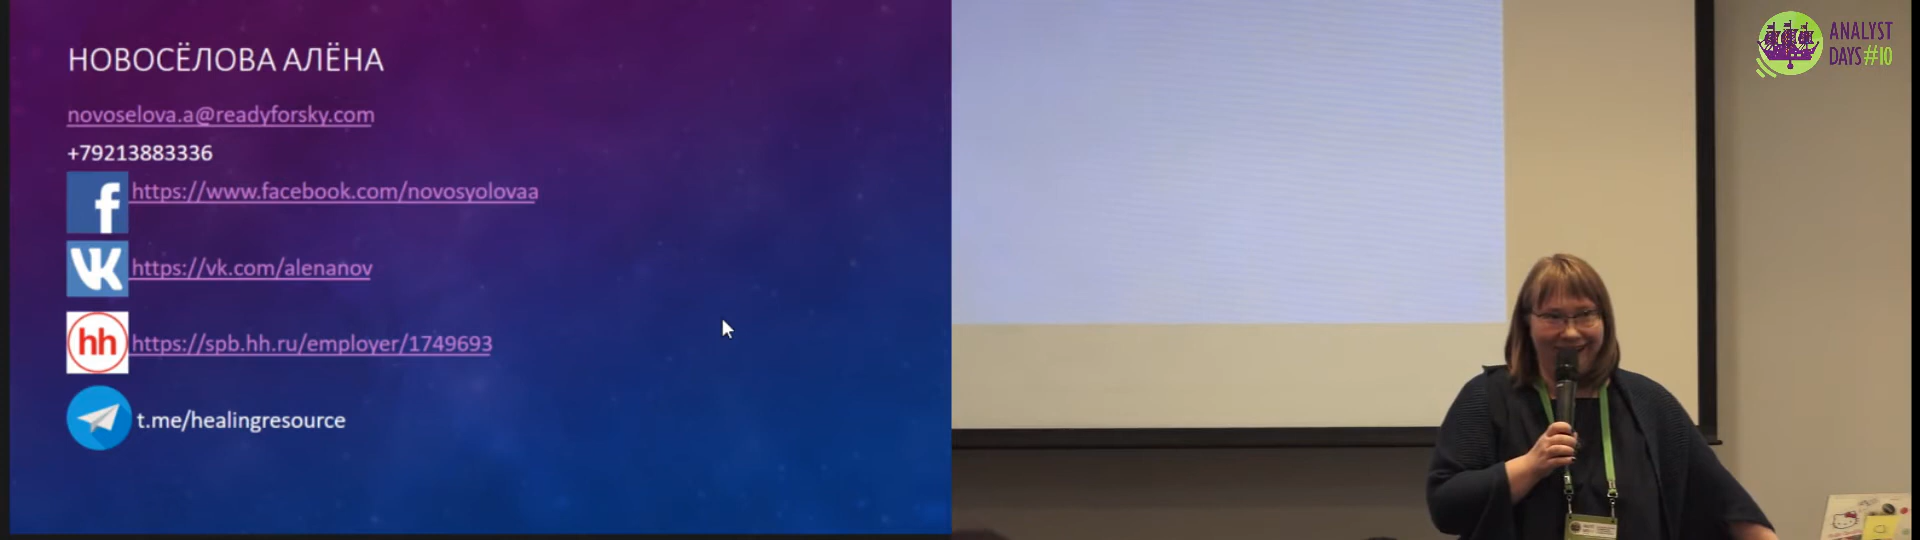 НОВОСЁЛОВА АЛЁНА
novoselova.a@readyforsky.com
+79213883336
f https://www.facebook.com/novosyolovaa
VK https://vk.com/alenanov
hh https://spb.hh.ru/employer/1749693
t.me/healingresource
ANALYST
DAYS#10